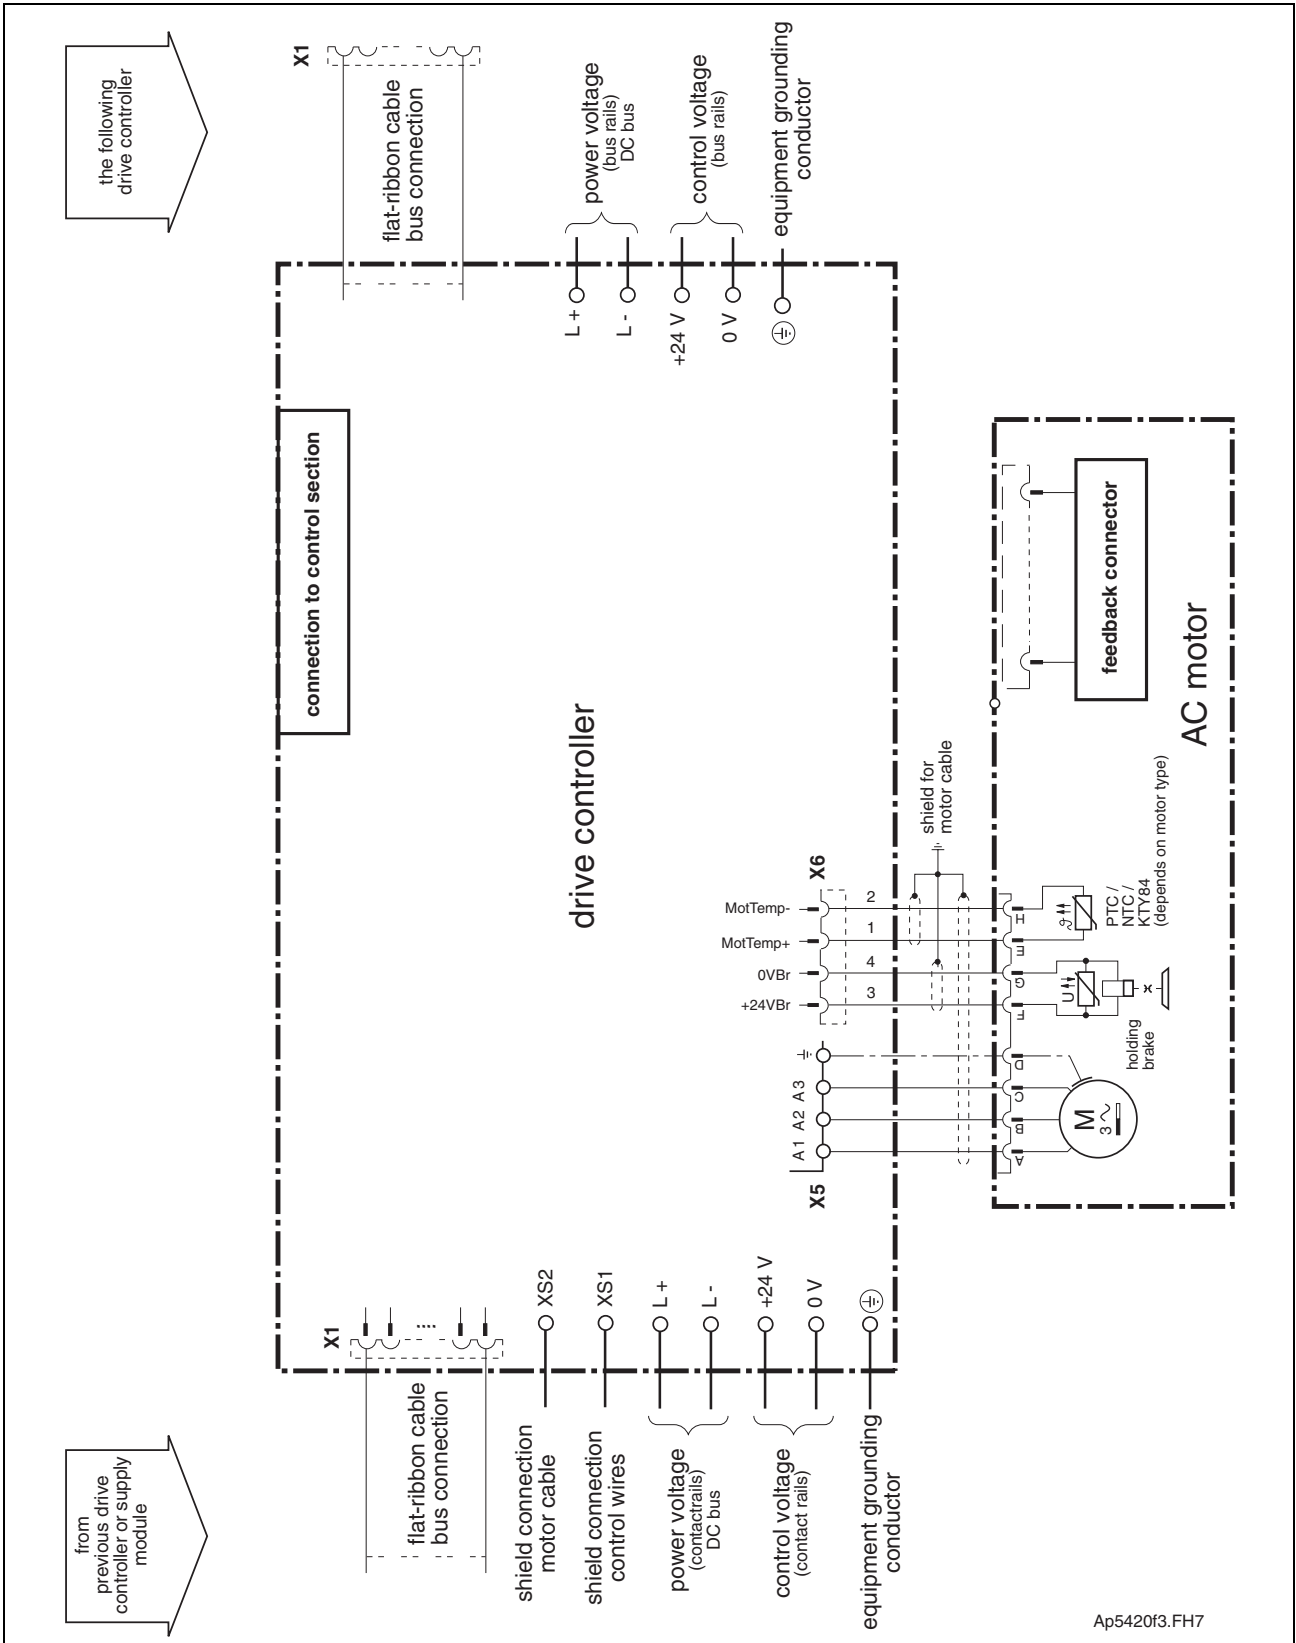 from
previous drive
controller or supply
module
the following
drive controller
X1
flat-ribbon cable
bus connection
X1
flat-ribbon cable
bus connection
connection to control section
XS2
shield connection
motor cable
XS1
shield connection
control wires
L +
L -
power voltage
(contactrails)
DC bus
+24 V
0 V
control voltage
(contact rails)
equipment grounding
conductor
drive controller
L +
L -
power voltage
(bus rails)
DC bus
+24 V
0 V
control voltage
(bus rails)
equipment grounding
conductor
X5
A 1 A 2 A 3
X6
+24VBr
0VBr
MotTemp+
MotTemp-
3 4 1 2
shield for
motor cable
A B C D F G E H
M
3
holding
brake
U
ϑ
PTC /
NTC /
KTY84
(depends on motor type)
feedback connector
AC motor
Ap5420f3.FH7